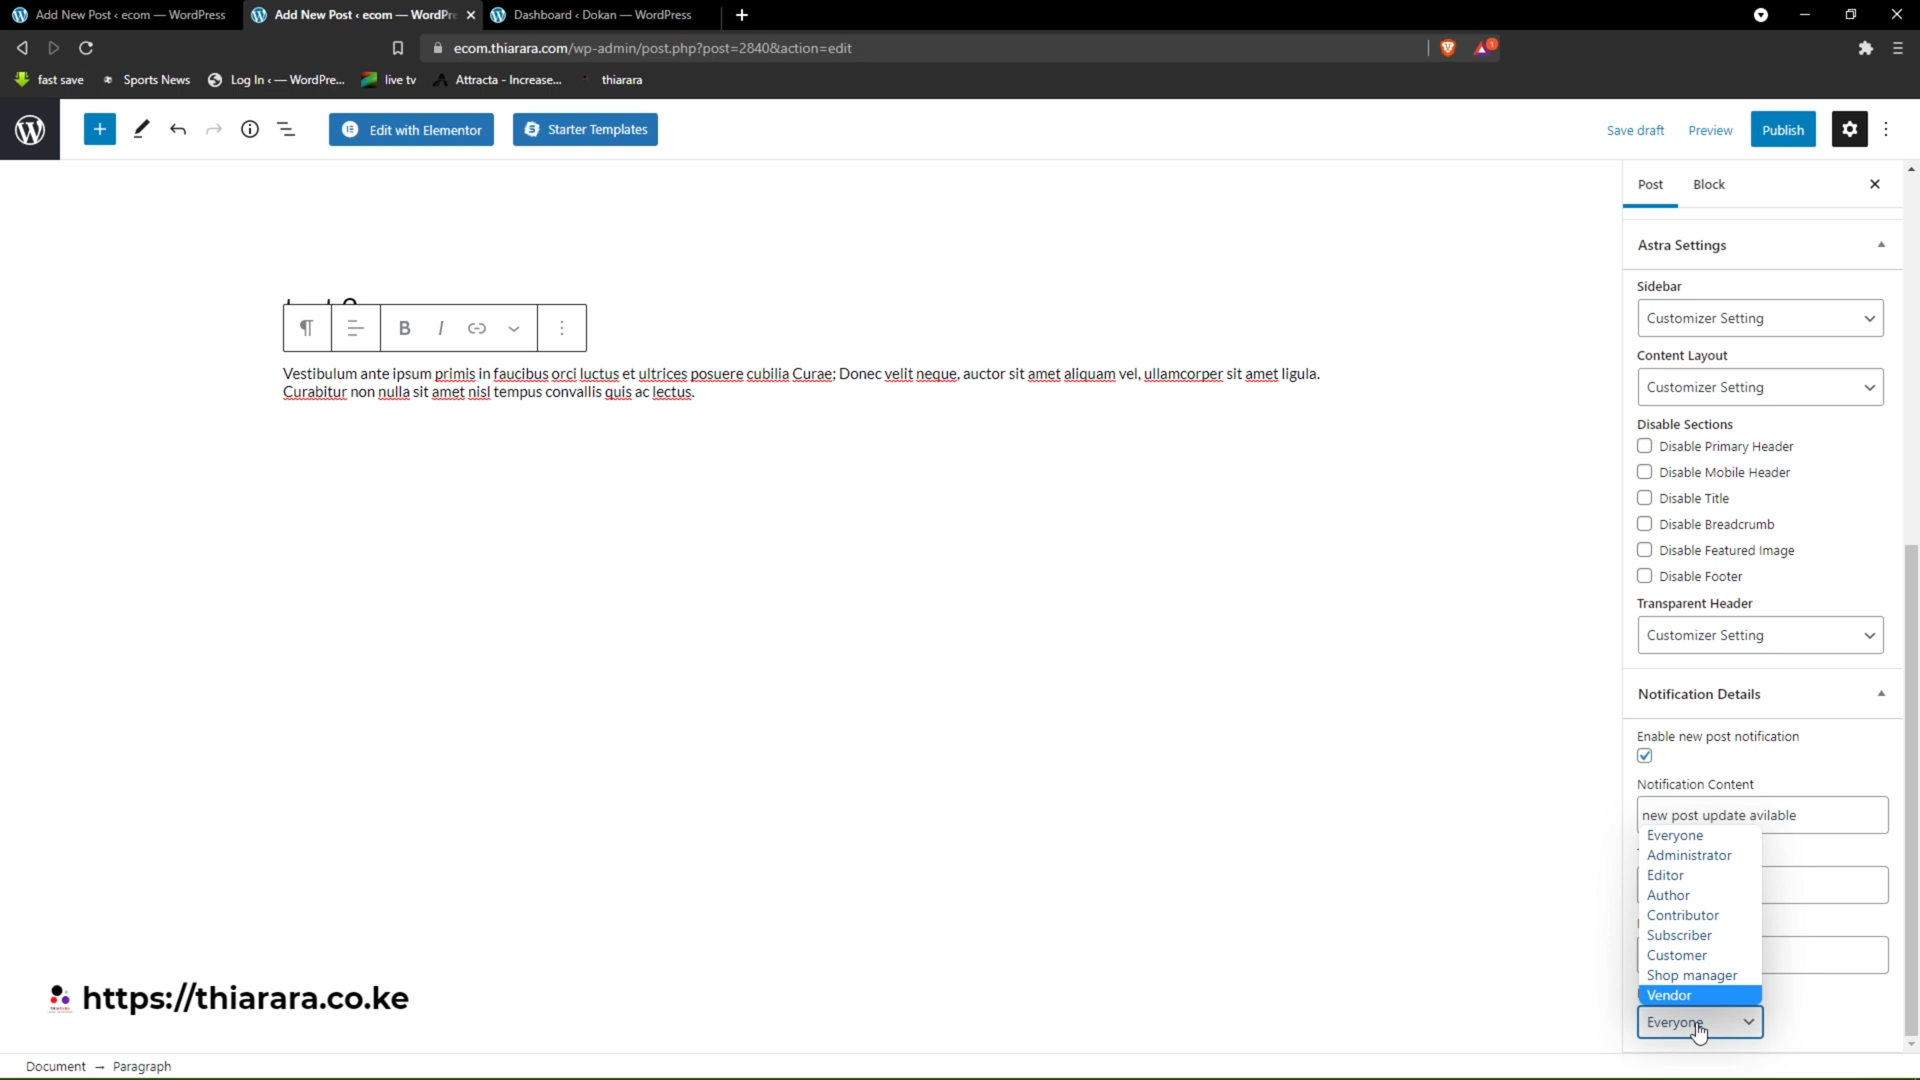 Add New Post ‹ ecom — WordPress
Add New Post ‹ ecom — WordPre
Dashboard ‹ Dokan — WordPress
ecom.thiarara.com/wp-admin/post.php?post=2840&action=edit
1
fast save
Sports News
Log In ‹ — WordPre...
live tv
Attracta - Increase...
thiarara
Edit with Elementor
Starter Templates
Save draft
Preview
Publish
Post
Block
Astra Settings
Sidebar
Customizer Setting
Content Layout
Customizer Setting
Disable Sections
Disable Primary Header
Disable Mobile Header
Disable Title
Disable Breadcrumb
Disable Featured Image
Disable Footer
Transparent Header
Customizer Setting
B I
Vestibulum ante ipsum primis in faucibus orci luctus et ultrices posuere cubilia Curae; Donec velit neque, auctor sit amet aliquam vel, ullamcorper sit amet ligula.
Curabitur non nulla sit amet nisl tempus convallis quis ac lectus.
Notification Details
Enable new post notification
Notification Content
new post update avilable
Everyone
Administrator
Editor
Author
Contributor
Subscriber
Customer
Shop manager
Vendor
Everyone
https://thiarara.co.ke
Document → Paragraph